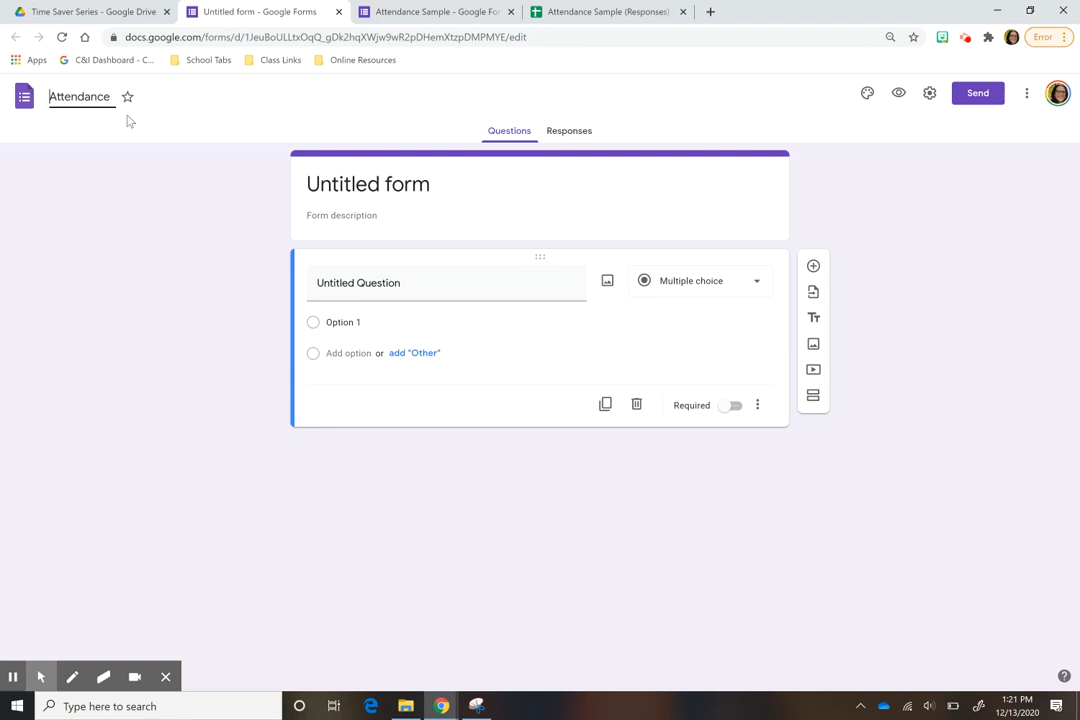 Time Saver Series - Google Drive
Untitled form - Google Forms
Attendance Sample - Google Fo
Attendance Sample (Responses)
docs.google.com/forms/d/1JeuBoULLtxOqQ_gDk2hqXWjw9wR2pDHemXtzpDMPMYE/edit
Error
Apps
C&I Dashboard - C...
School Tabs
Class Links
Online Resources
Attendance
Send
Questions
Responses
Untitled form
Form description
Untitled Question
Multiple choice
Option 1
Add option or add "Other"
Required
Type here to search
1:21 PM
12/13/2020